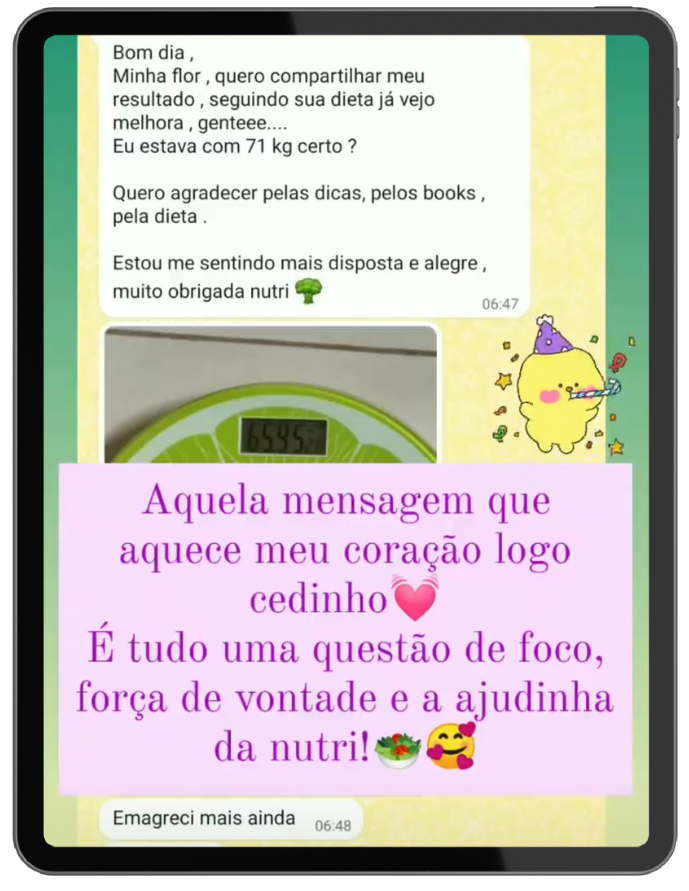 Bom dia ,
Minha flor , quero compartilhar meu
resultado , seguindo sua dieta já vejo
melhora , genteee....
Eu estava com 71 kg certo ?
Quero agradecer pelas dicas, pelos books ,
pela dieta .
Estou me sentindo mais disposta e alegre ,
muito obrigada nutri 🥦
06:47
65.95
Aquela mensagem que
aquece meu coração logo
cedinho💓
É tudo uma questão de foco,
força de vontade e a ajudinha
da nutri!🥗🥰
Emagreci mais ainda 06:48